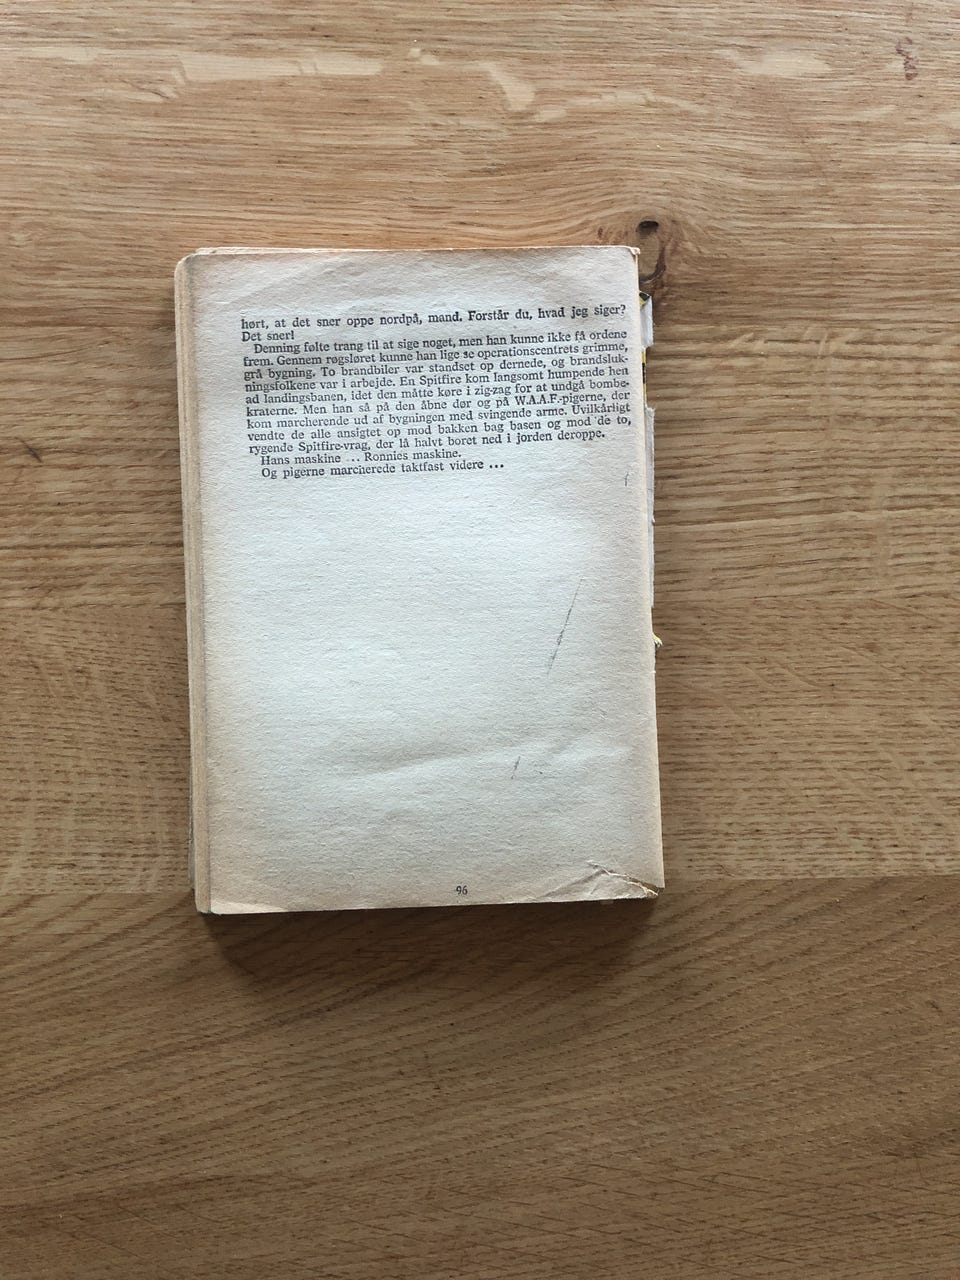 hørt, at det sner oppe nordpå, mand. Forstår du, hvad jeg siger?
Det sner!
Denning følte trang til at sige noget, men han kunne ikke få ordene
frem. Gennem røgsløret kunne han lige se operationscentrets grimme,
grå bygning. To brandbiler var standset op dernede, og brandsluk-
ningsfolkene var i arbejde. En Spitfire kom langsomt humpende hen
ad landingsbanen, idet den måtte køre i zig-zag for at undgå bombe-
kraterne. Men han så på den åbne dør og på W.A.A.F.-pigerne, der
kom marcherende ud af bygningen med svingende arme. Uvilkårligt
vendte de alle ansigtet op mod bakken bag basen og mod de to,
rygende Spitfire-vrag, der lå halvt boret ned i jorden deroppe.
Hans maskine ... Ronnies maskine.
Og pigerne marcherede taktfast videre ...
96